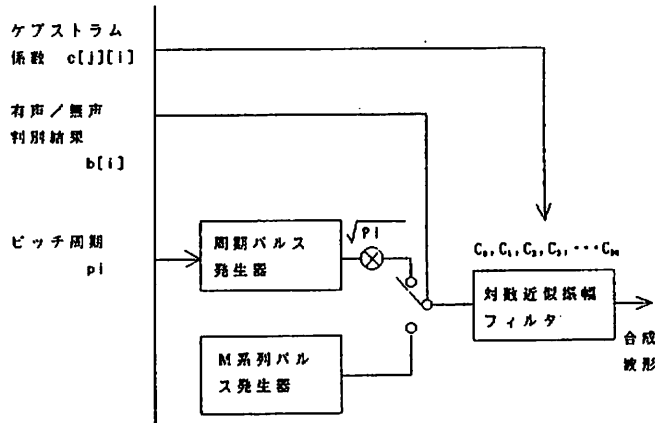 ケプストラム
係数 c[j][i]
有声／無声
判別結果
b[i]
ピッチ周期
pi
周期パルス
発生器
√pi
C₀, C₁, C₂, C₃, ···Cₘ
対数近似振幅
フィルタ
合成
波形
M系列パル
ス発生器